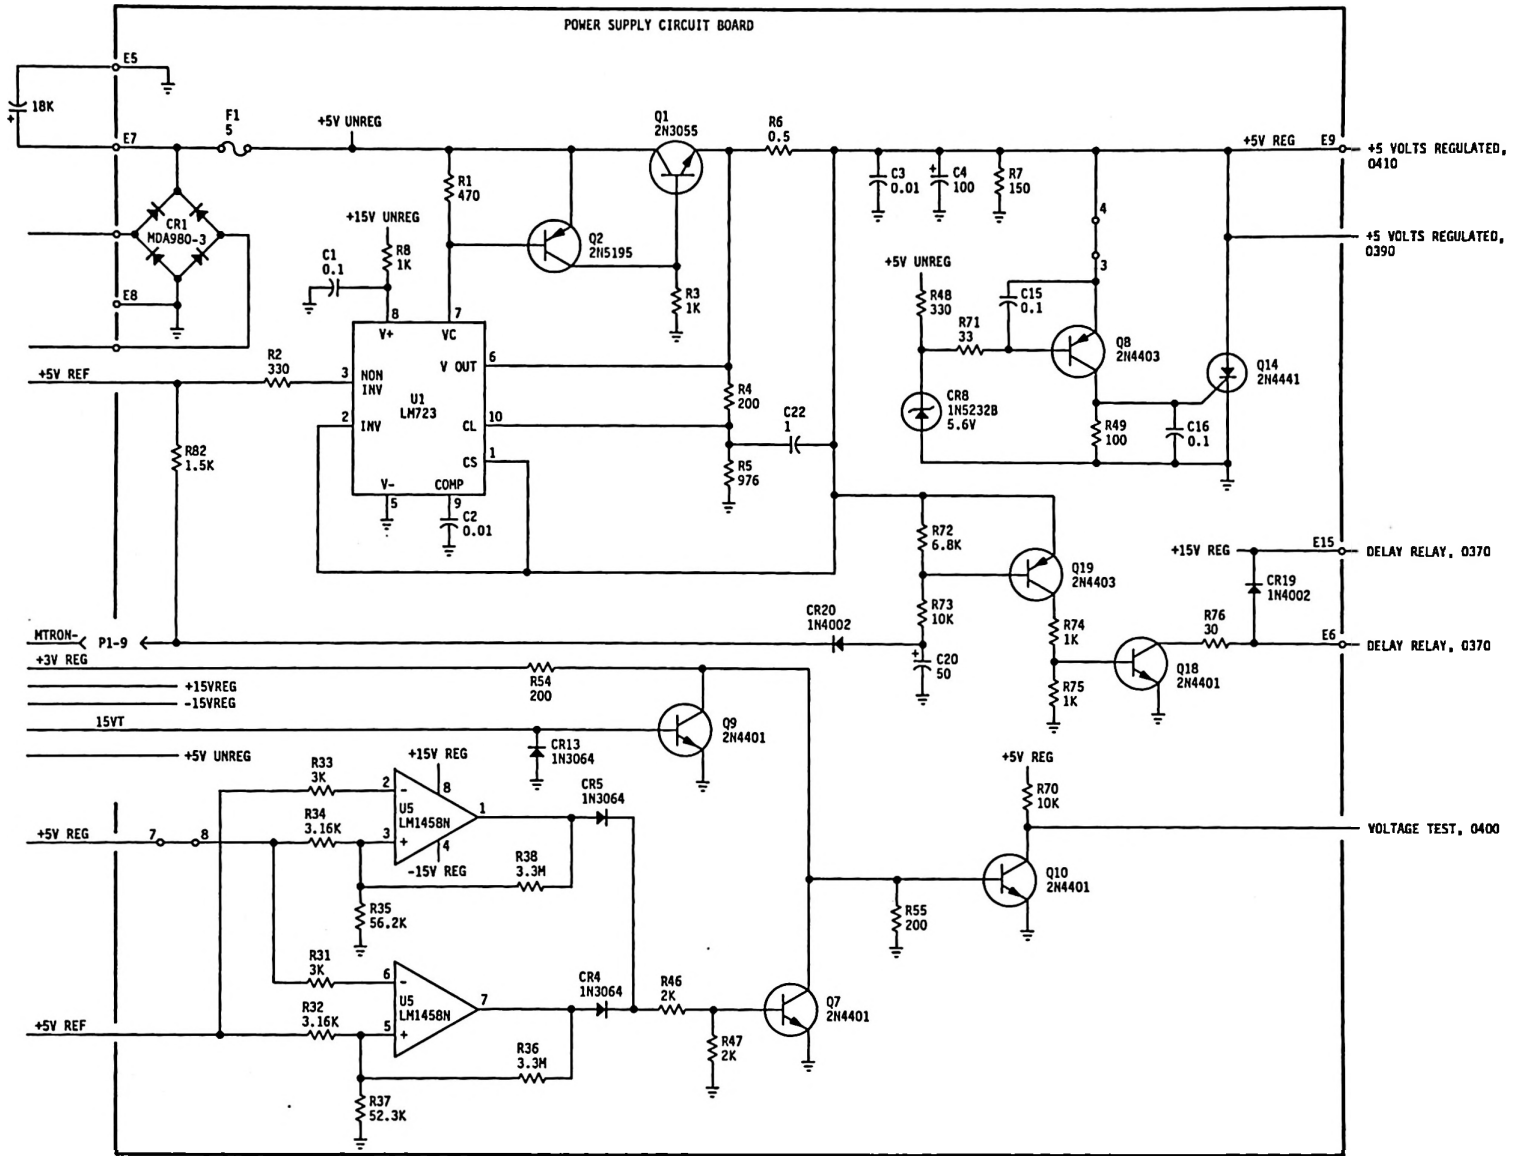 POWER SUPPLY CIRCUIT BOARD
E5
18K
+
E7
F1
5
+5V UNREG
Q1
2N3055
R6
0.5
+5V REG
E9
+5 VOLTS REGULATED,
0410
R1
470
C3
0.01
+
C4
100
R7
150
4
CR1
MDA980-3
+15V UNREG
R8
1K
C1
0.1
Q2
2N5195
+5 VOLTS REGULATED,
0390
3
+5V UNREG
E8
R3
1K
R48
330
C15
0.1
8
7
V+
VC
R71
33
Q8
2N4403
R2
330
+5V REF
3
NON
INV
V OUT
6
Q14
2N4441
U1
LM723
R4
200
CR8
1N5232B
5.6V
2
INV
CL
10
C22
1
R49
100
C16
0.1
R82
1.5K
CS
1
R5
976
V-
COMP
5
9
C2
0.01
R72
6.8K
+15V REG
E15
DELAY RELAY, 0370
Q19
2N4403
CR19
1N4002
CR20
1N4002
R73
10K
R74
1K
R76
30
E6
DELAY RELAY, 0370
MTRON-
P1-9
+3V REG
+
C20
50
R54
200
Q18
2N4401
+15VREG
-15VREG
R75
1K
15VT
Q9
2N4401
+5V UNREG
CR13
1N3064
+15V REG
+5V REG
R33
3K
2
-
8
CR5
1N3064
R70
10K
U5
LM1458N
1
R34
3.16K
+5V REG
7
8
3
+
4
VOLTAGE TEST, 0400
-15V REG
R38
3.3M
Q10
2N4401
R35
56.2K
R55
200
R31
3K
6
-
CR4
1N3064
R46
2K
U5
LM1458N
7
Q7
2N4401
R32
3.16K
+5V REF
5
+
R47
2K
R36
3.3M
R37
52.3K